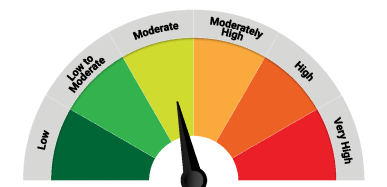 Low
Low to
Moderate
Moderate
Moderately
High
High
Very High